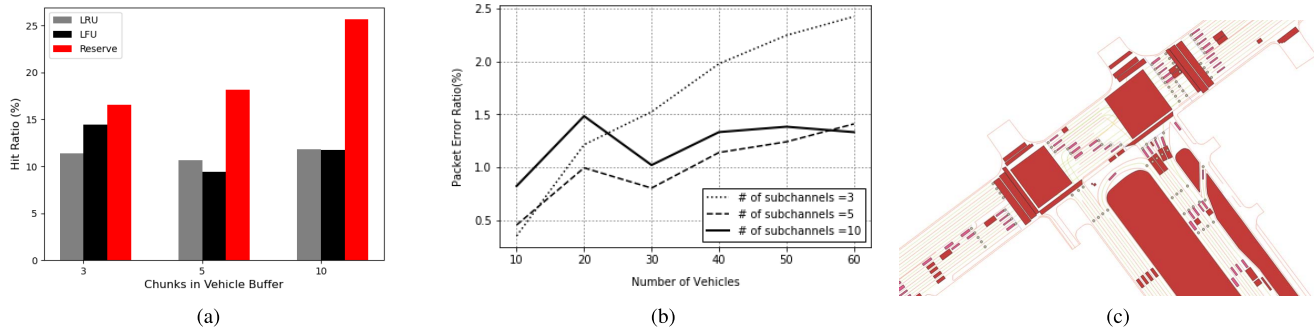 LRU
LFU
Reserve
25
20
15
10
5
0
Hit Ratio (%)
3
5
10
Chunks in Vehicle Buffer
(a)
2.5
2.0
1.5
1.0
0.5
Packet Error Ratio(%)
# of subchannels =3
# of subchannels =5
# of subchannels =10
10
20
30
40
50
60
Number of Vehicles
(b)
(c)